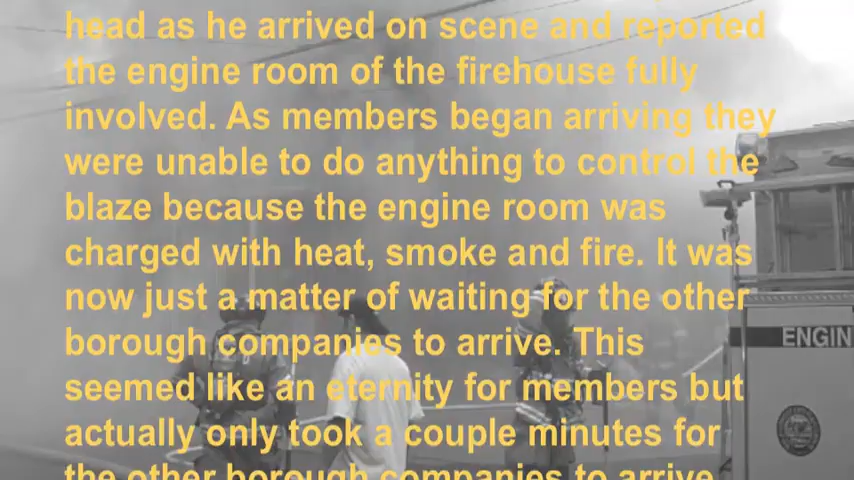 head as he arrived on scene and reported
the engine room of the firehouse fully
involved. As members began arriving they
were unable to do anything to control the
blaze because the engine room was
charged with heat, smoke and fire. It was
now just a matter of waiting for the other
borough companies to arrive. This
seemed like an eternity for members but
actually only took a couple minutes for
the other borough companies to arrive
ENGIN